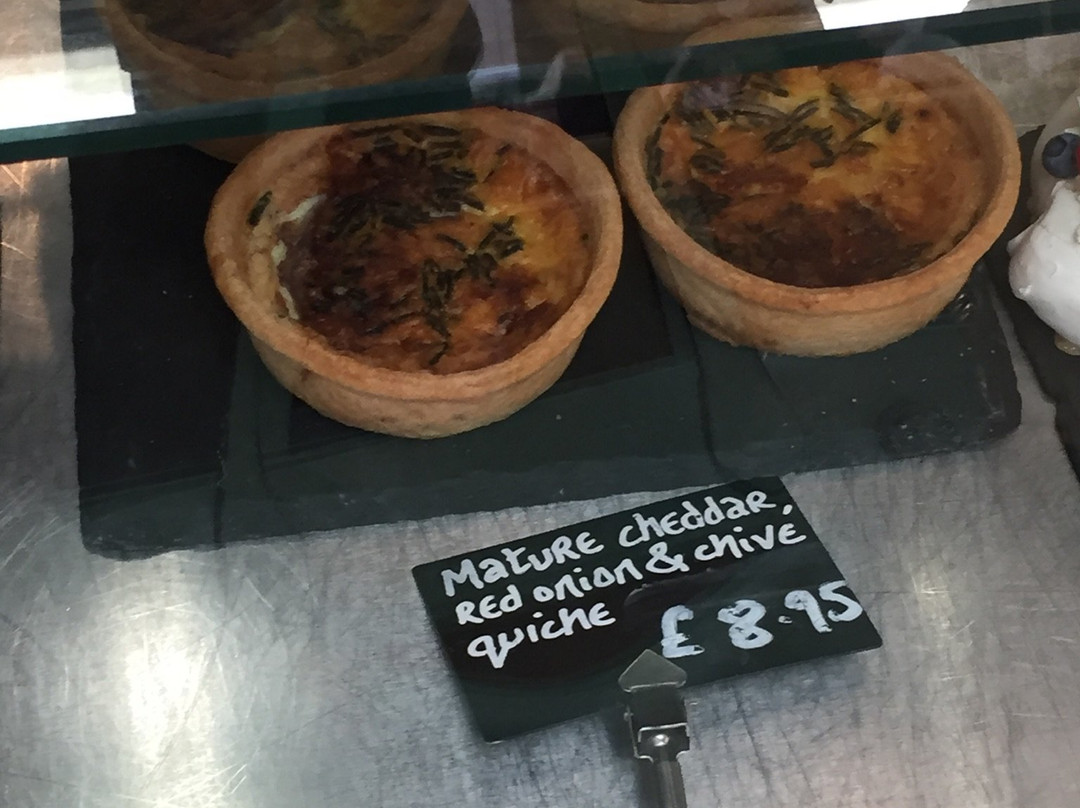 Mature cheddar,
red onion & chive
quiche
£8.95